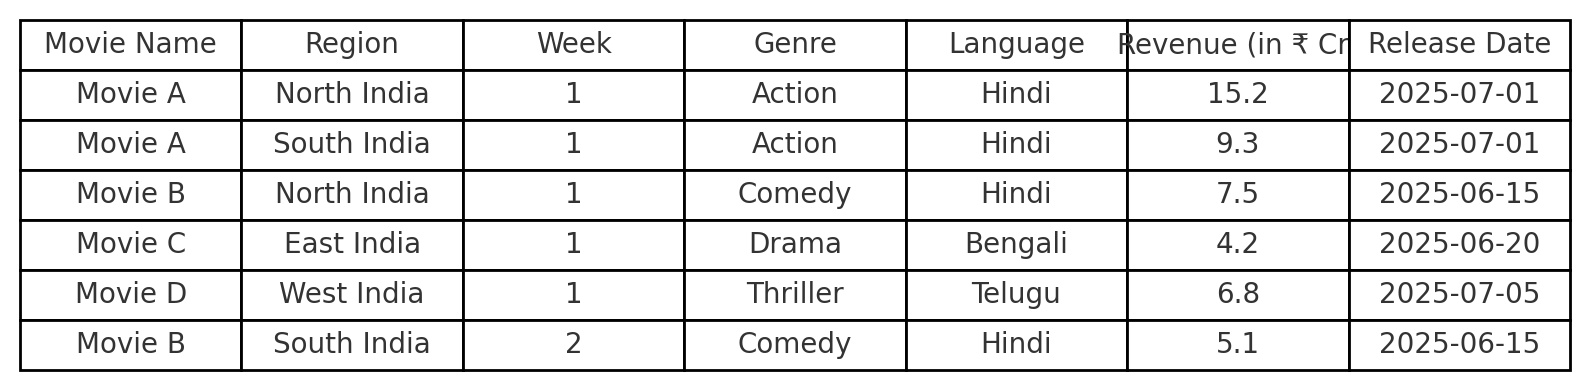 Movie Name Region Week Genre Language Revenue (in ₹ Cr Release Date
Movie A North India 1 Action Hindi 15.2 2025-07-01
Movie A South India 1 Action Hindi 9.3 2025-07-01
Movie B North India 1 Comedy Hindi 7.5 2025-06-15
Movie C East India 1 Drama Bengali 4.2 2025-06-20
Movie D West India 1 Thriller Telugu 6.8 2025-07-05
Movie B South India 2 Comedy Hindi 5.1 2025-06-15